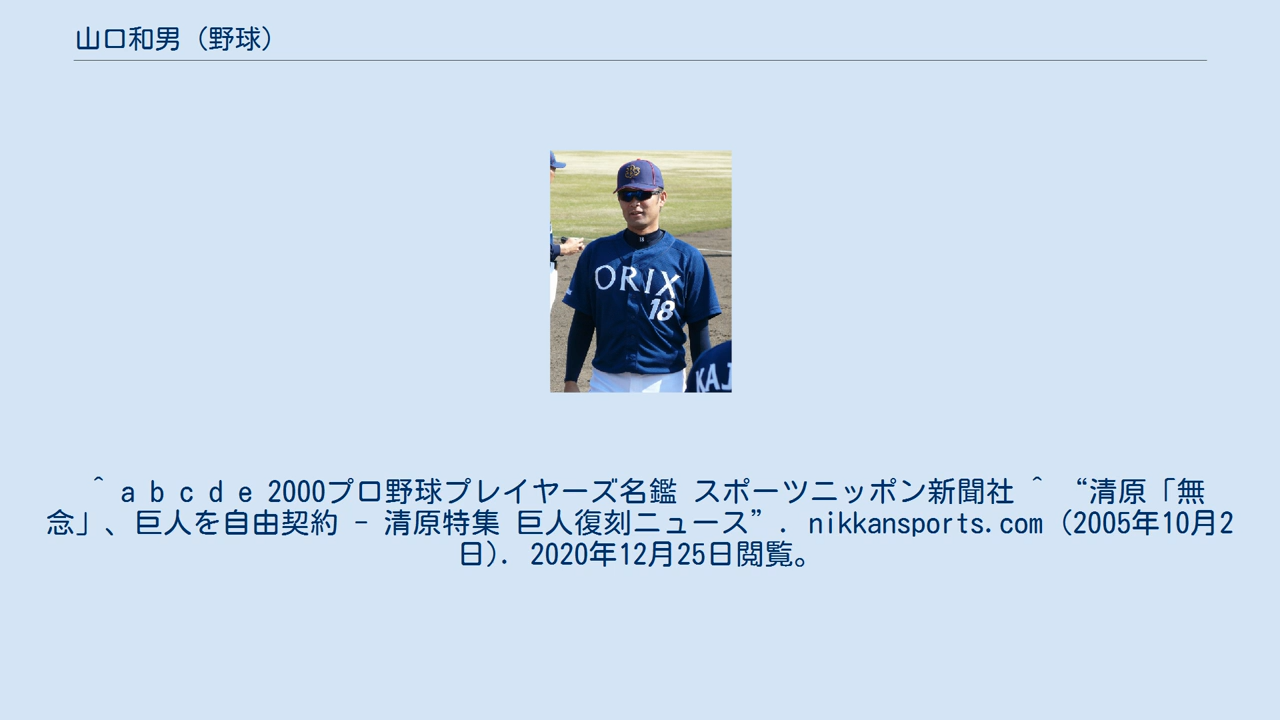 山口和男（野球）
ORIX
18
KAJ
^ a b c d e 2000プロ野球プレイヤーズ名鑑 スポーツニッポン新聞社 ^ “清原「無
念」、巨人を自由契約 - 清原特集 巨人復刻ニュース”. nikkansports.com (2005年10月2
日). 2020年12月25日閲覧。